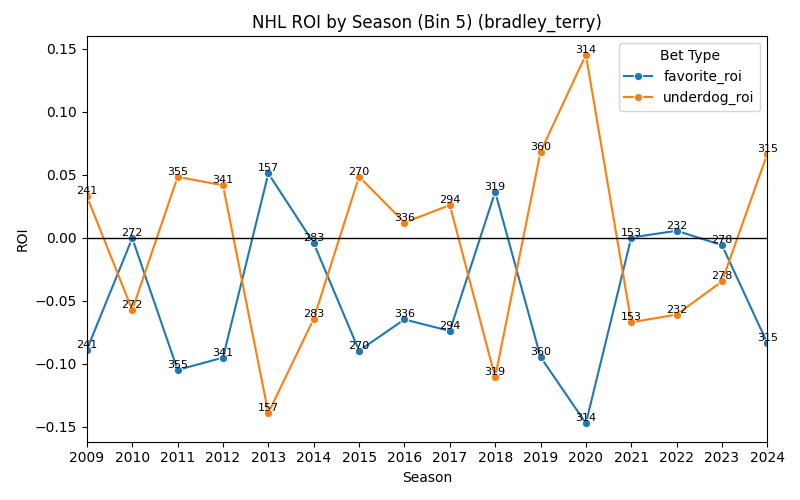 NHL ROI by Season (Bin 5) (bradley_terry)
Bet Type
favorite_roi
underdog_roi
ROI
0.15
0.10
0.05
0.00
−0.05
−0.10
−0.15
241 272 355 341 157 283 270 336 294 319 360 314 153 232 278 315
241 272 355 341 157 283 270 336 294 319 360 314 153 232 278 315
2009 2010 2011 2012 2013 2014 2015 2016 2017 2018 2019 2020 2021 2022 2023 2024
Season